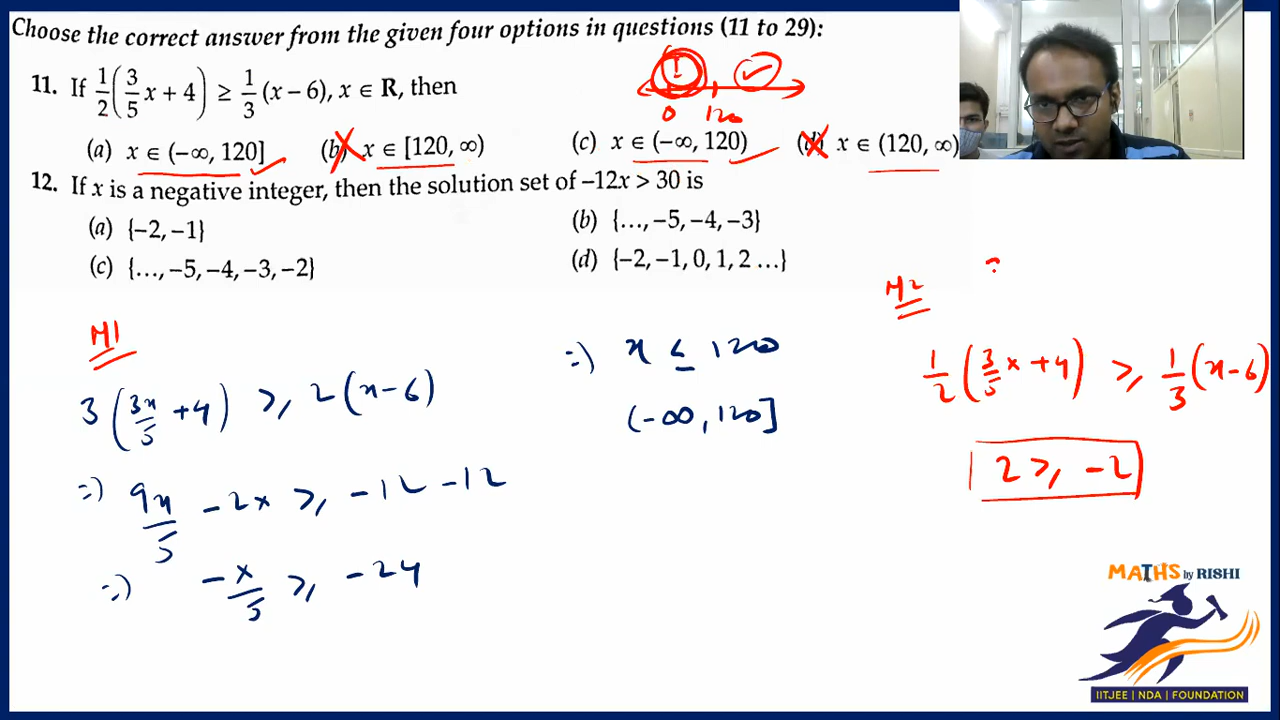 Choose the correct answer from the given four options in questions (11 to 29):
11. If 1/2(3/5 x + 4) ≥ 1/3 (x – 6), x ∈ R, then
0 120
(a) x ∈ (–∞, 120] (b) x ∈ [120, ∞) (c) x ∈ (–∞, 120) (d) x ∈ (120, ∞)
12. If x is a negative integer, then the solution set of –12x > 30 is
(a) {–2, –1} (b) {…, –5, –4, –3}
(c) {…, –5, –4, –3, –2} (d) {–2, –1, 0, 1, 2 …}
M1
3(3x/5 + 4) ≥ 2(x-6)
=) 9x/5 - 2x ≥ -12 -12
=) -x/5 ≥ -24
=) x ≤ 120
(-∞, 120]
M2
?
1/2(3/5 x + 4) ≥ 1/3(x-6)
2 ≥ -2
MATHS by RISHI
IITJEE | NDA | FOUNDATION